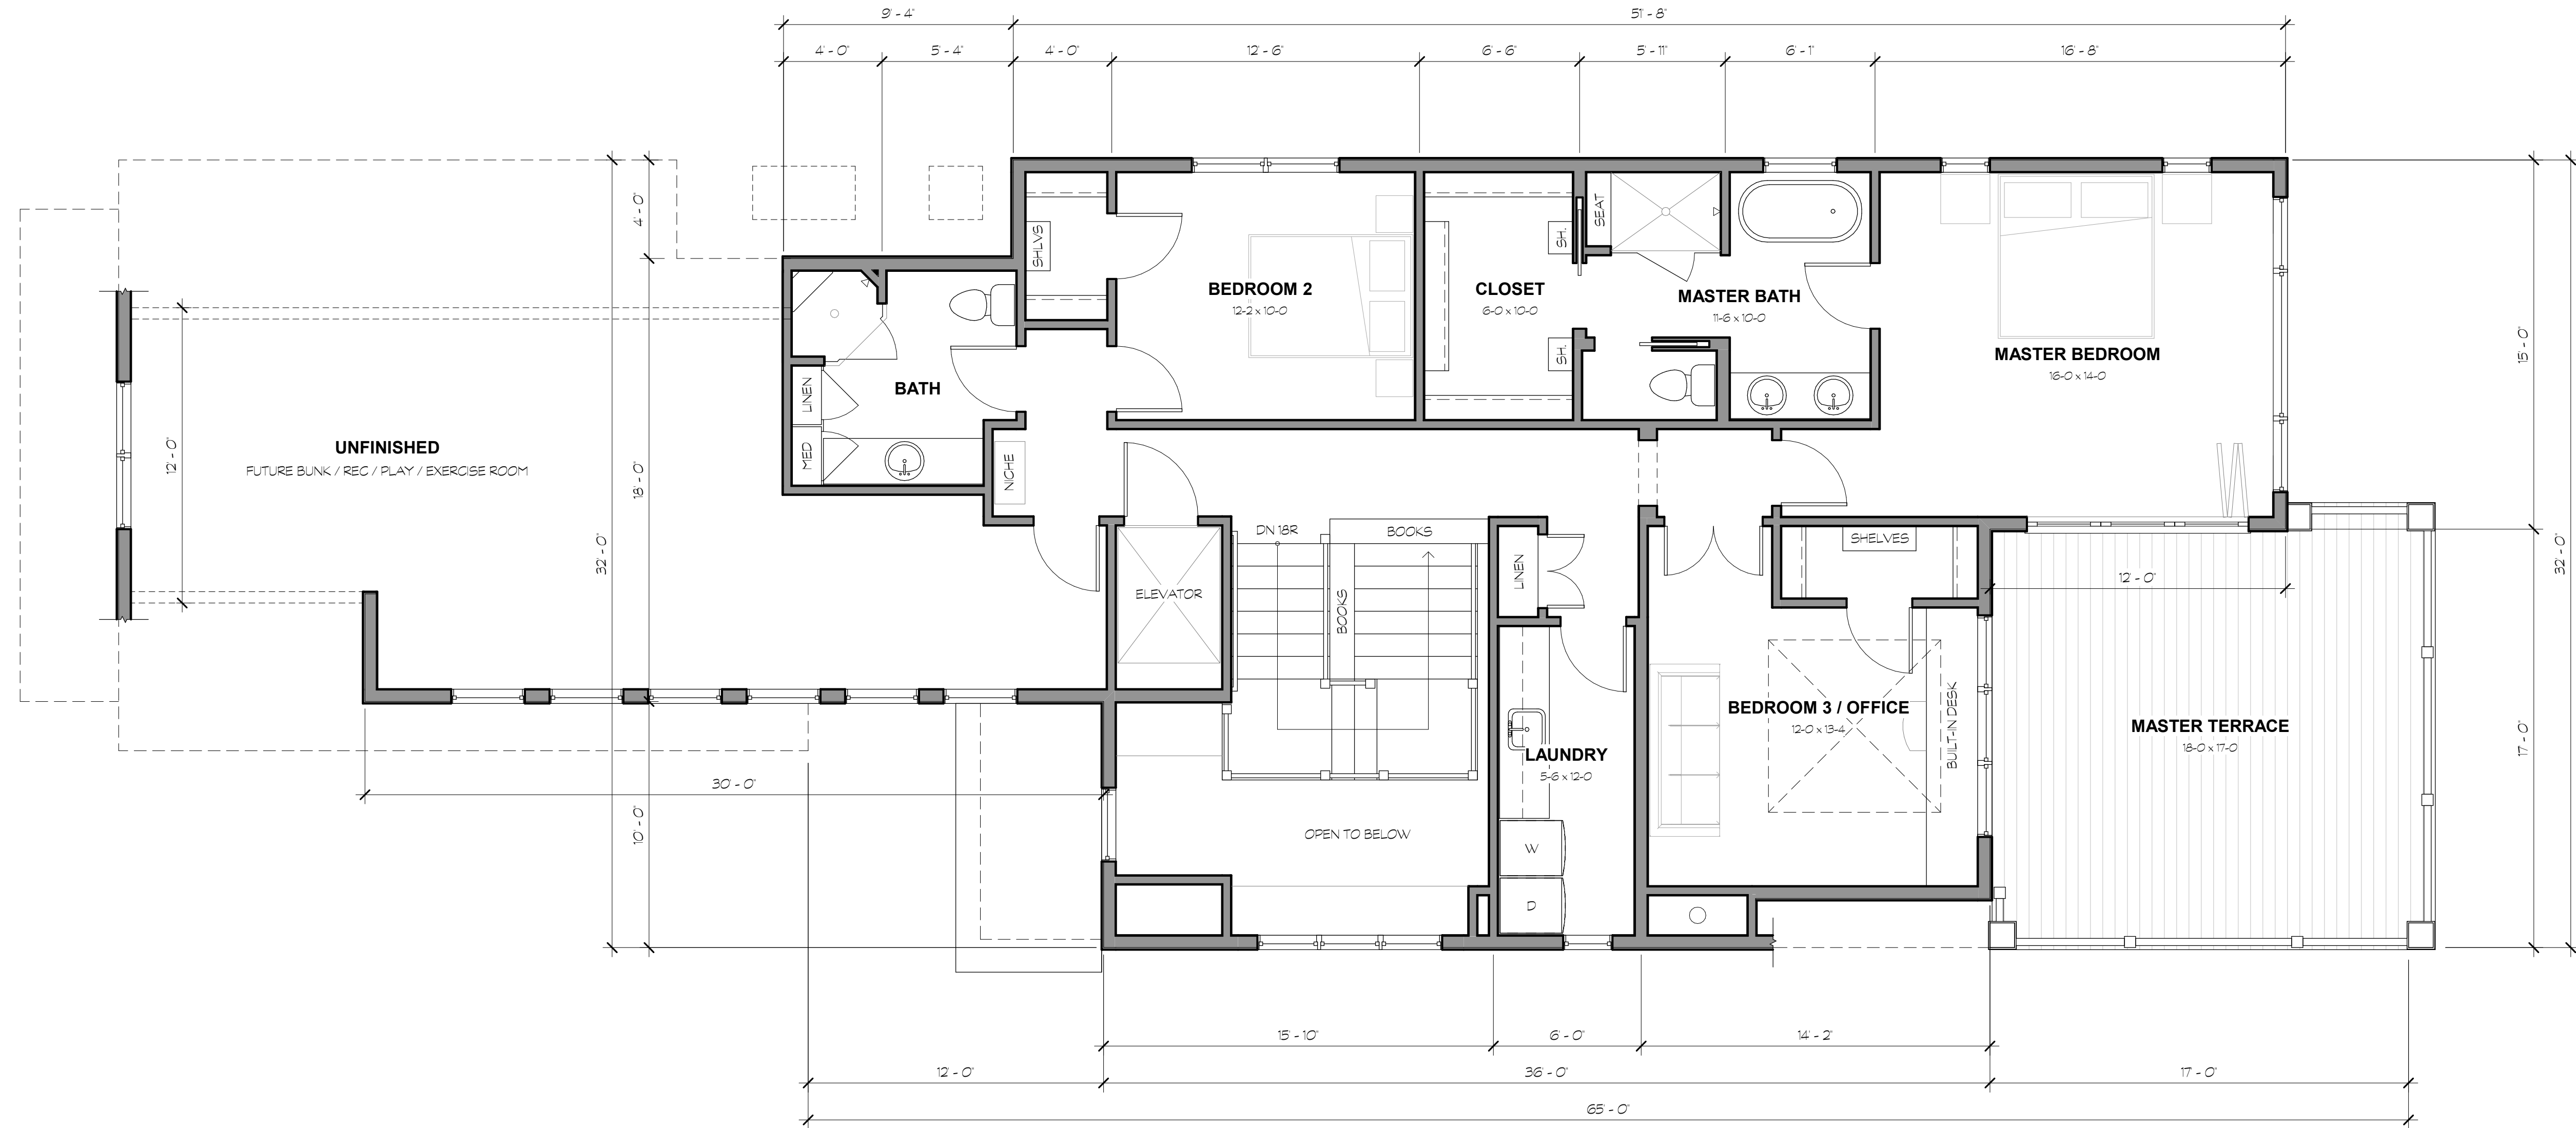 9' - 4"
51' - 8"
4' - 0"
5' - 4"
4' - 0"
12' - 6"
6' - 6"
5' - 11"
6' - 1"
16' - 8"
4' - 0"
SHLVS
SH.
SEAT
BEDROOM 2
12-2 x 10-0
CLOSET
6-0 x 10-0
MASTER BATH
11-6 x 10-0
SH.
MASTER BEDROOM
16-0 x 14-0
15' - 0"
BATH
LINEN
MED
NICHE
UNFINISHED
FUTURE BUNK / REC / PLAY / EXERCISE ROOM
12' - 0"
18' - 0"
32' - 0"
DN 18R
BOOKS
BOOKS
ELEVATOR
LINEN
SHELVES
12' - 0"
32' - 0"
BEDROOM 3 / OFFICE
12-0 x 13-4
BUILT-IN DESK
MASTER TERRACE
18-0 x 17-0
17' - 0"
LAUNDRY
5-6 x 12-0
30' - 0"
10' - 0"
OPEN TO BELOW
W
D
15' - 10"
6' - 0"
14' - 2"
12' - 0"
36' - 0"
17' - 0"
65' - 0"